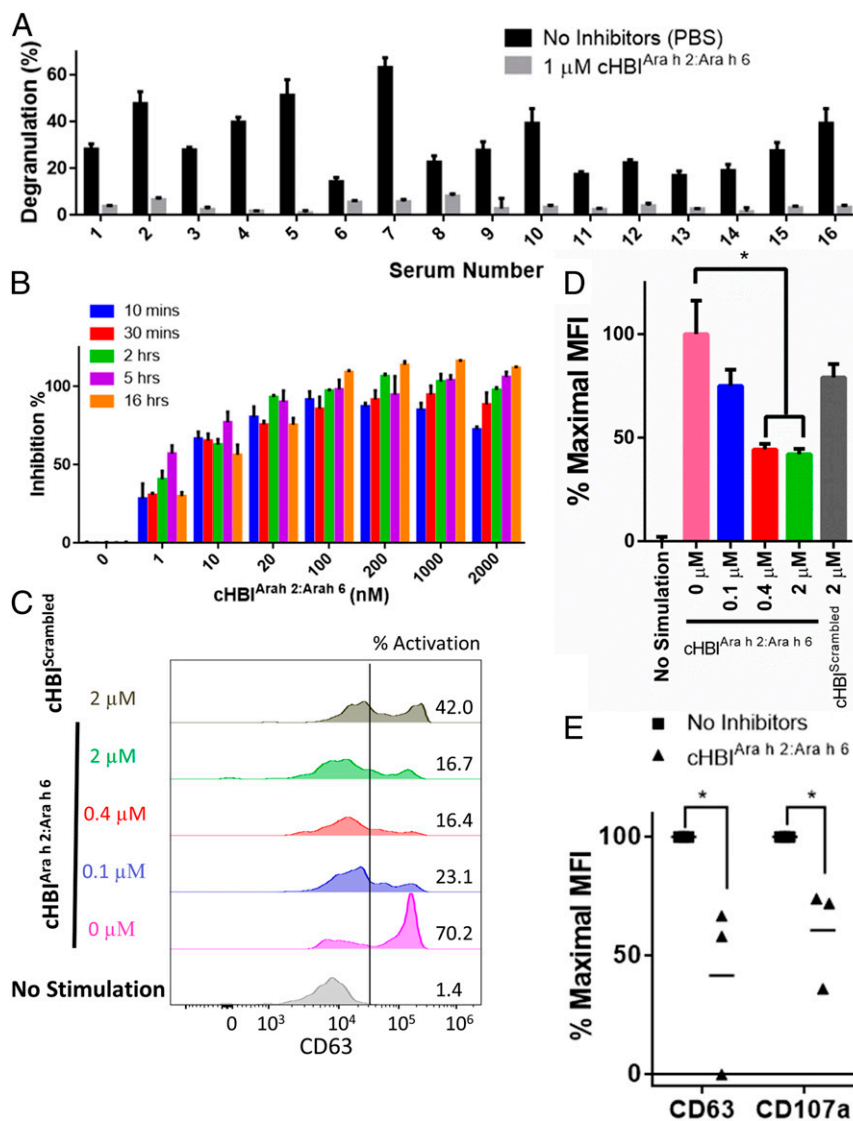 A
Degranulation (%)
60
40
20
0
No Inhibitors (PBS)
1 μM cHBI^Ara h 2:Ara h 6
1 2 3 4 5 6 7 8 9 10 11 12 13 14 15 16
Serum Number
B
10 mins
30 mins
2 hrs
5 hrs
16 hrs
Inhibition %
100
50
0
0 1 10 20 100 200 1000 2000
cHBI^Arah 2:Arah 6 (nM)
C
% Activation
cHBI^Scrambled
2 μM
42.0
cHBI^Ara h 2:Ara h 6
2 μM
16.7
0.4 μM
16.4
0.1 μM
23.1
0 μM
70.2
No Stimulation
1.4
0 10^3 10^4 10^5 10^6
CD63
D
*
% Maximal MFI
100
50
0
No Simulation
0 μM
0.1 μM
0.4 μM
2 μM
2 μM
cHBI^Ara h 2:Ara h 6
cHBI^Scrambled
E
No Inhibitors
cHBI^Ara h 2:Ara h 6
* *
% Maximal MFI
100
50
0
CD63 CD107a